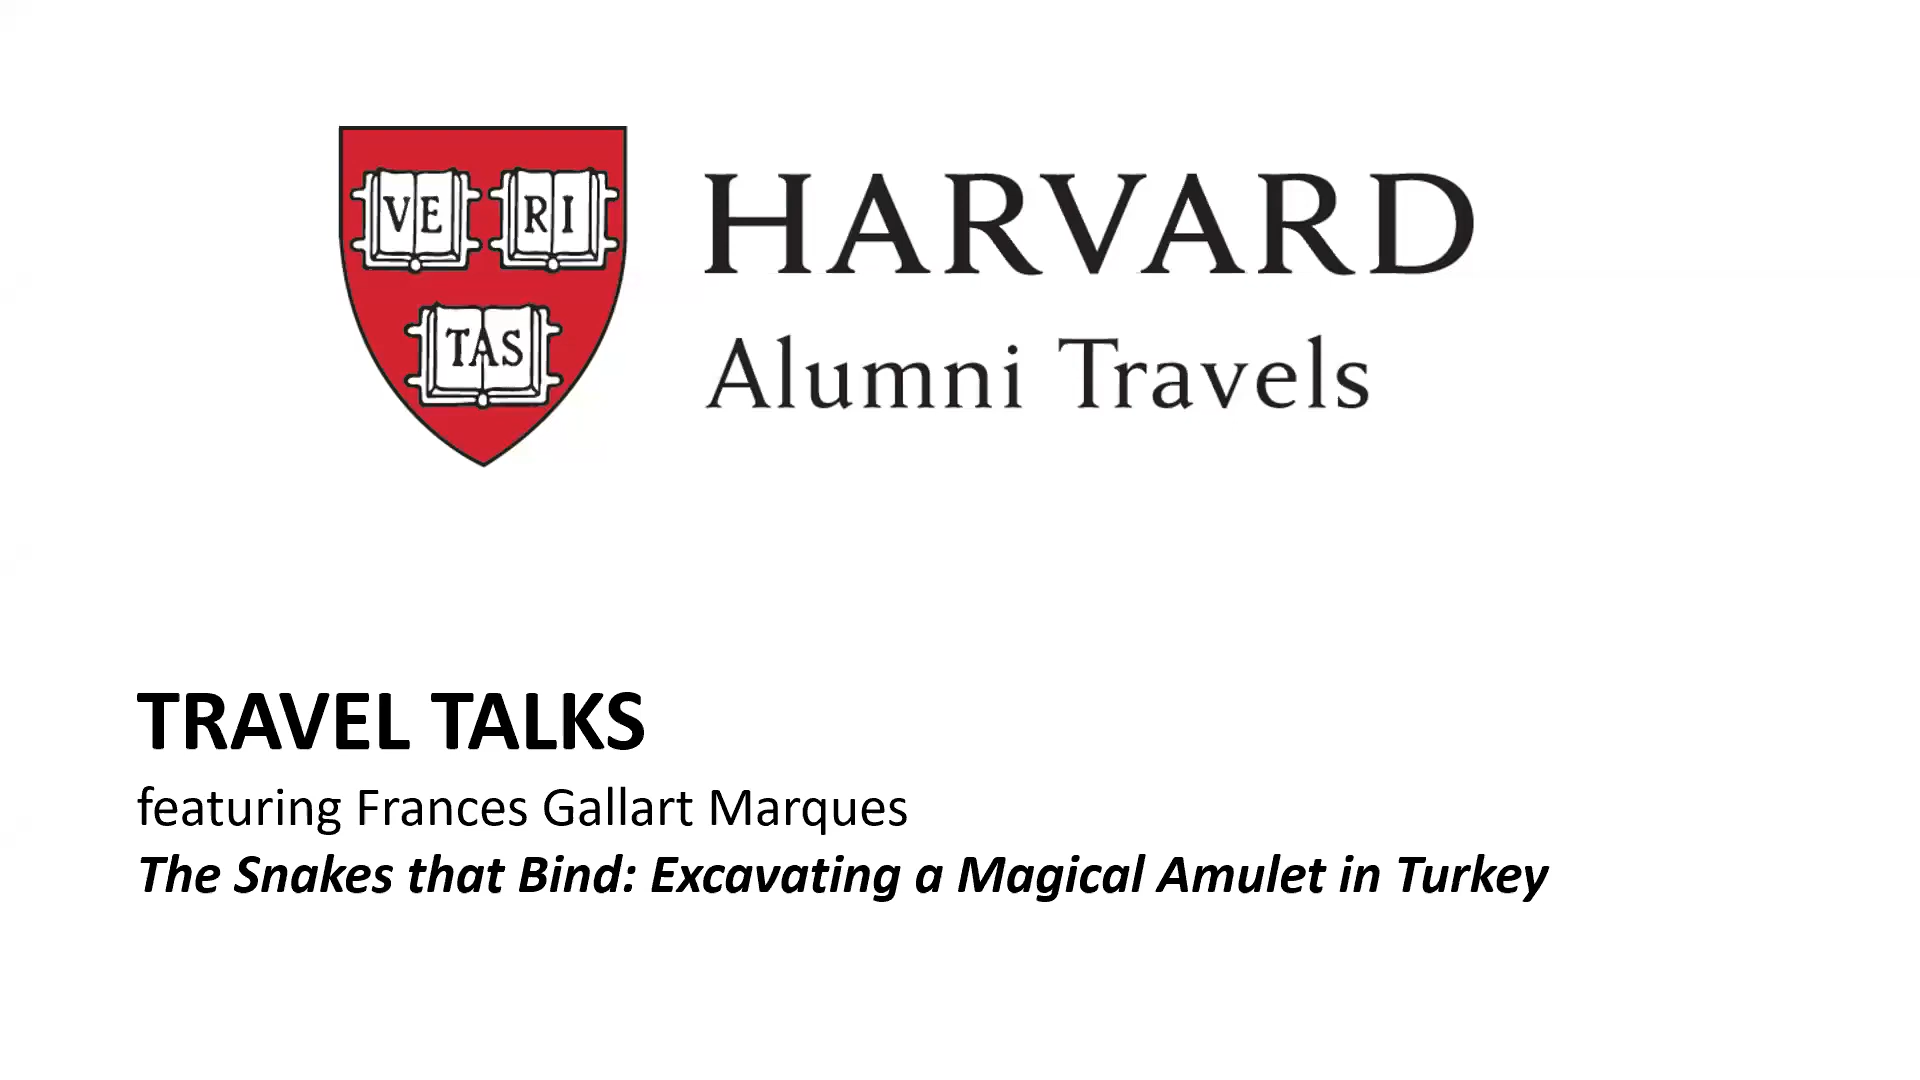 VE RI
TAS
HARVARD
Alumni Travels
TRAVEL TALKS
featuring Frances Gallart Marques
The Snakes that Bind: Excavating a Magical Amulet in Turkey